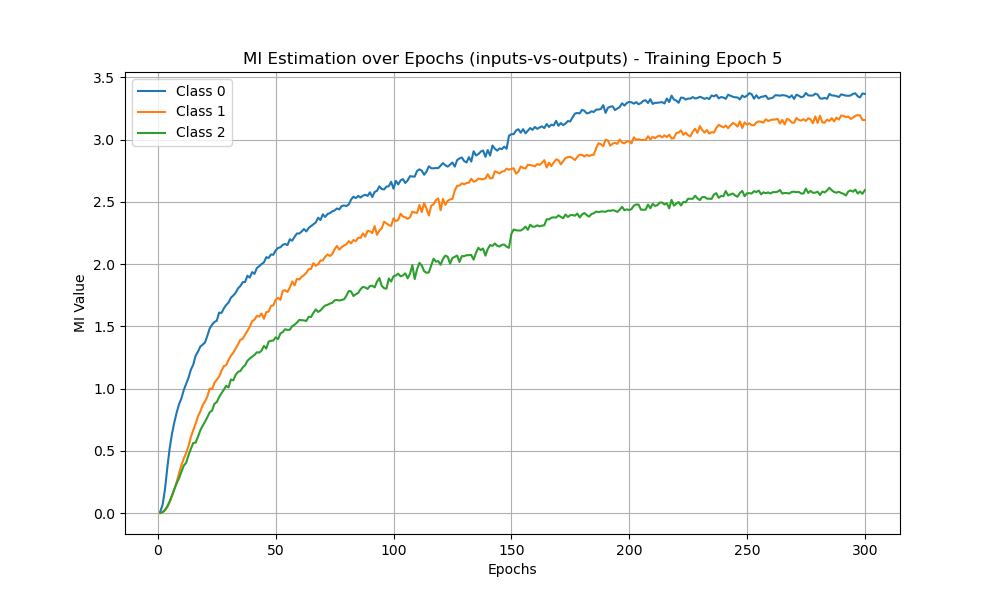 MI Estimation over Epochs (inputs-vs-outputs) - Training Epoch 5
Class 0
Class 1
Class 2
MI Value
3.5
3.0
2.5
2.0
1.5
1.0
0.5
0.0
0 50 100 150 200 250 300
Epochs